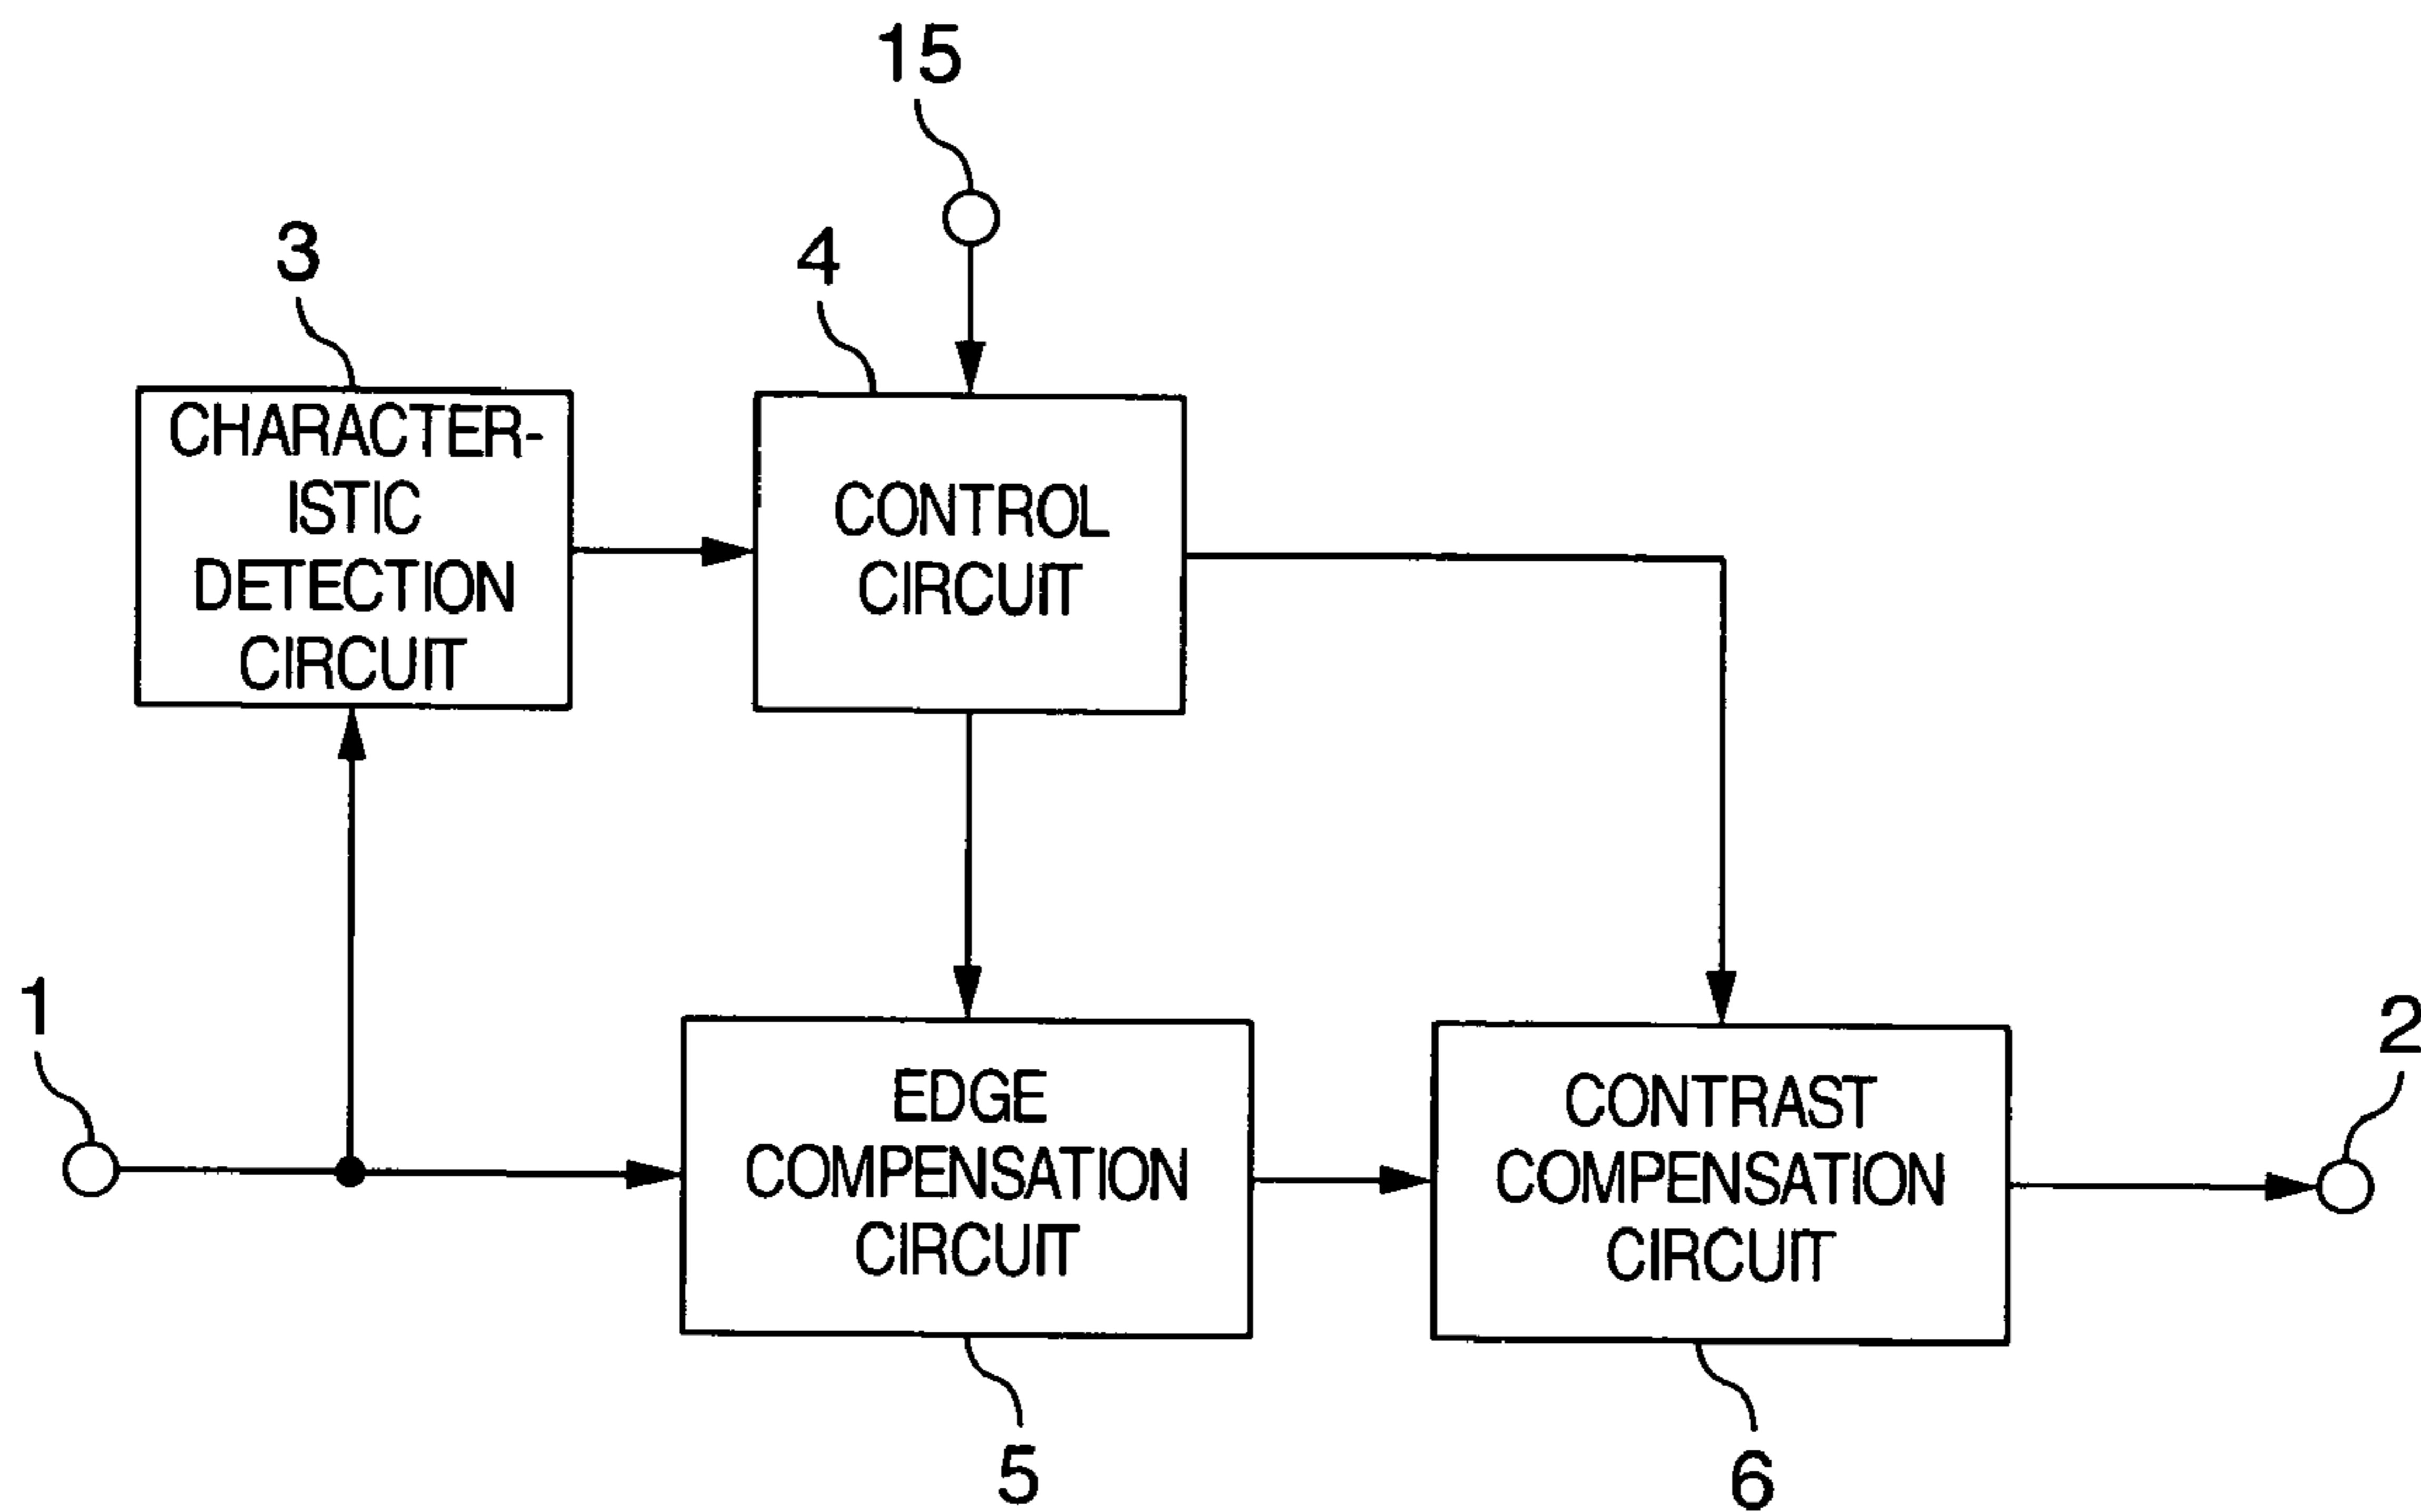 15
3
4
CHARACTER-
ISTIC
DETECTION
CIRCUIT
CONTROL
CIRCUIT
1
2
EDGE
COMPENSATION
CIRCUIT
CONTRAST
COMPENSATION
CIRCUIT
5
6